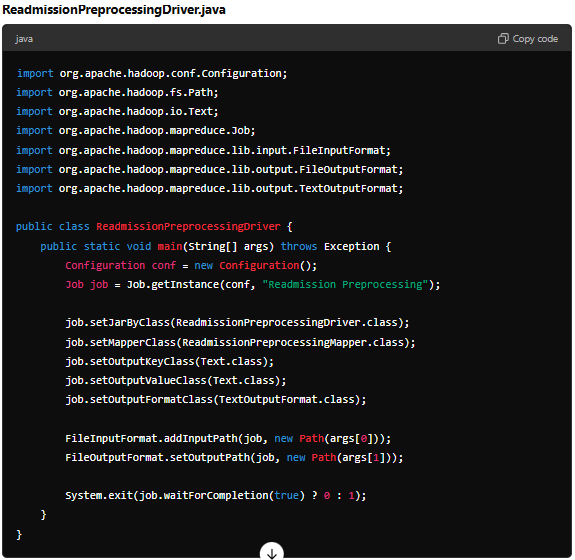 ReadmissionPreprocessingDriver.java
java
Copy code
import org.apache.hadoop.conf.Configuration;
import org.apache.hadoop.fs.Path;
import org.apache.hadoop.io.Text;
import org.apache.hadoop.mapreduce.Job;
import org.apache.hadoop.mapreduce.lib.input.FileInputFormat;
import org.apache.hadoop.mapreduce.lib.output.FileOutputFormat;
import org.apache.hadoop.mapreduce.lib.output.TextOutputFormat;

public class ReadmissionPreprocessingDriver {
    public static void main(String[] args) throws Exception {
        Configuration conf = new Configuration();
        Job job = Job.getInstance(conf, "Readmission Preprocessing");

        job.setJarByClass(ReadmissionPreprocessingDriver.class);
        job.setMapperClass(ReadmissionPreprocessingMapper.class);
        job.setOutputKeyClass(Text.class);
        job.setOutputValueClass(Text.class);
        job.setOutputFormatClass(TextOutputFormat.class);

        FileInputFormat.addInputPath(job, new Path(args[0]));
        FileOutputFormat.setOutputPath(job, new Path(args[1]));

        System.exit(job.waitForCompletion(true) ? 0 : 1);
    }
}